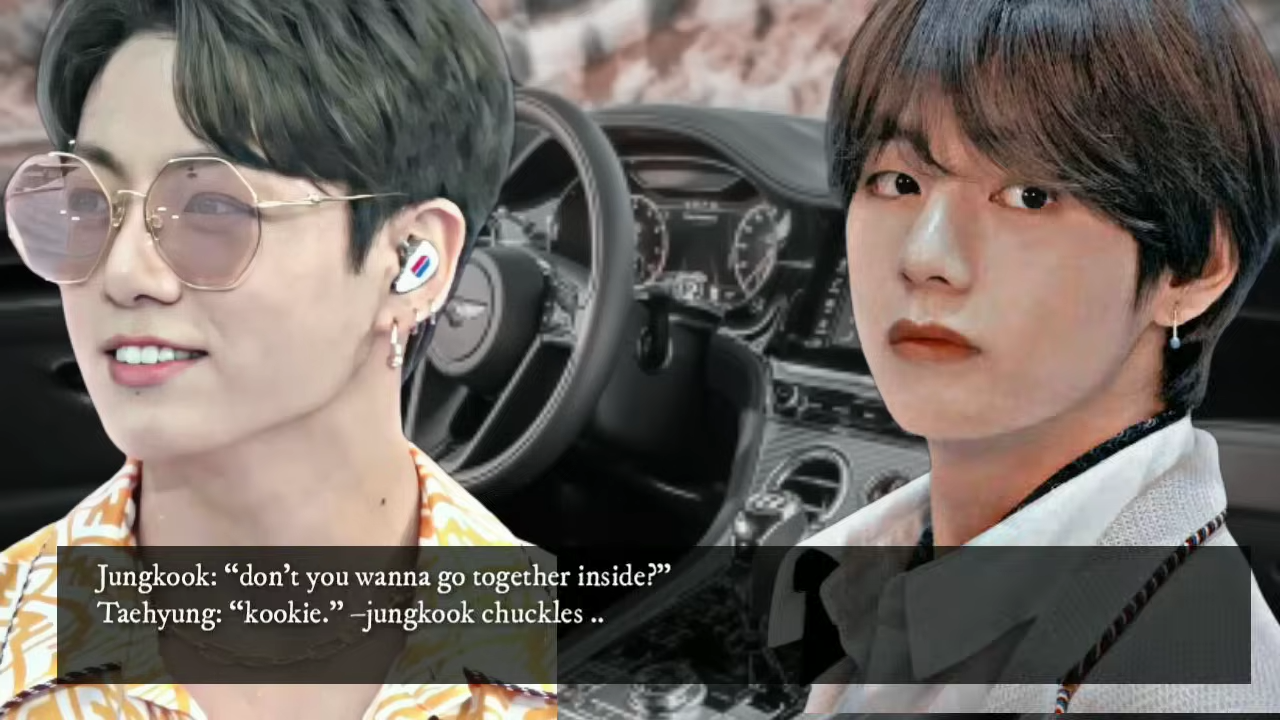 Jungkook: “don't you wanna go together inside?”
Taehyung: “kookie.” –jungkook chuckles ..